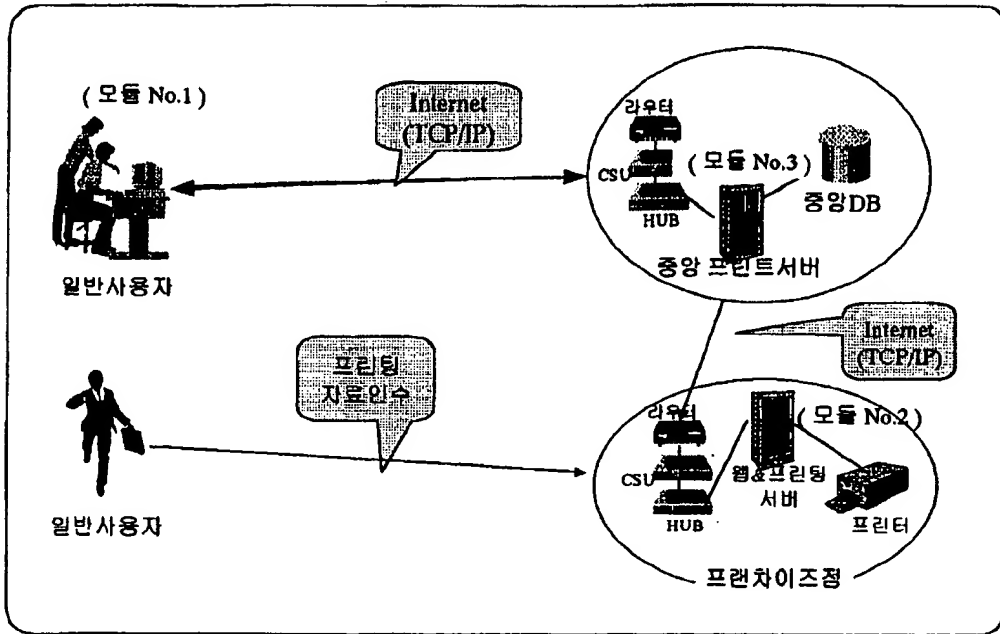 ( 모듈 No.1 )
일반사용자
Internet
(TCP/IP)
라우터
CSU
HUB
( 모듈 No.3 )
중앙DB
중앙 프린트서버
Internet
(TCP/IP)
일반사용자
프린팅
자료인수
라우터
CSU
HUB
( 모듈 No.2 )
웹&프린팅
서버
프린터
프랜차이즈점